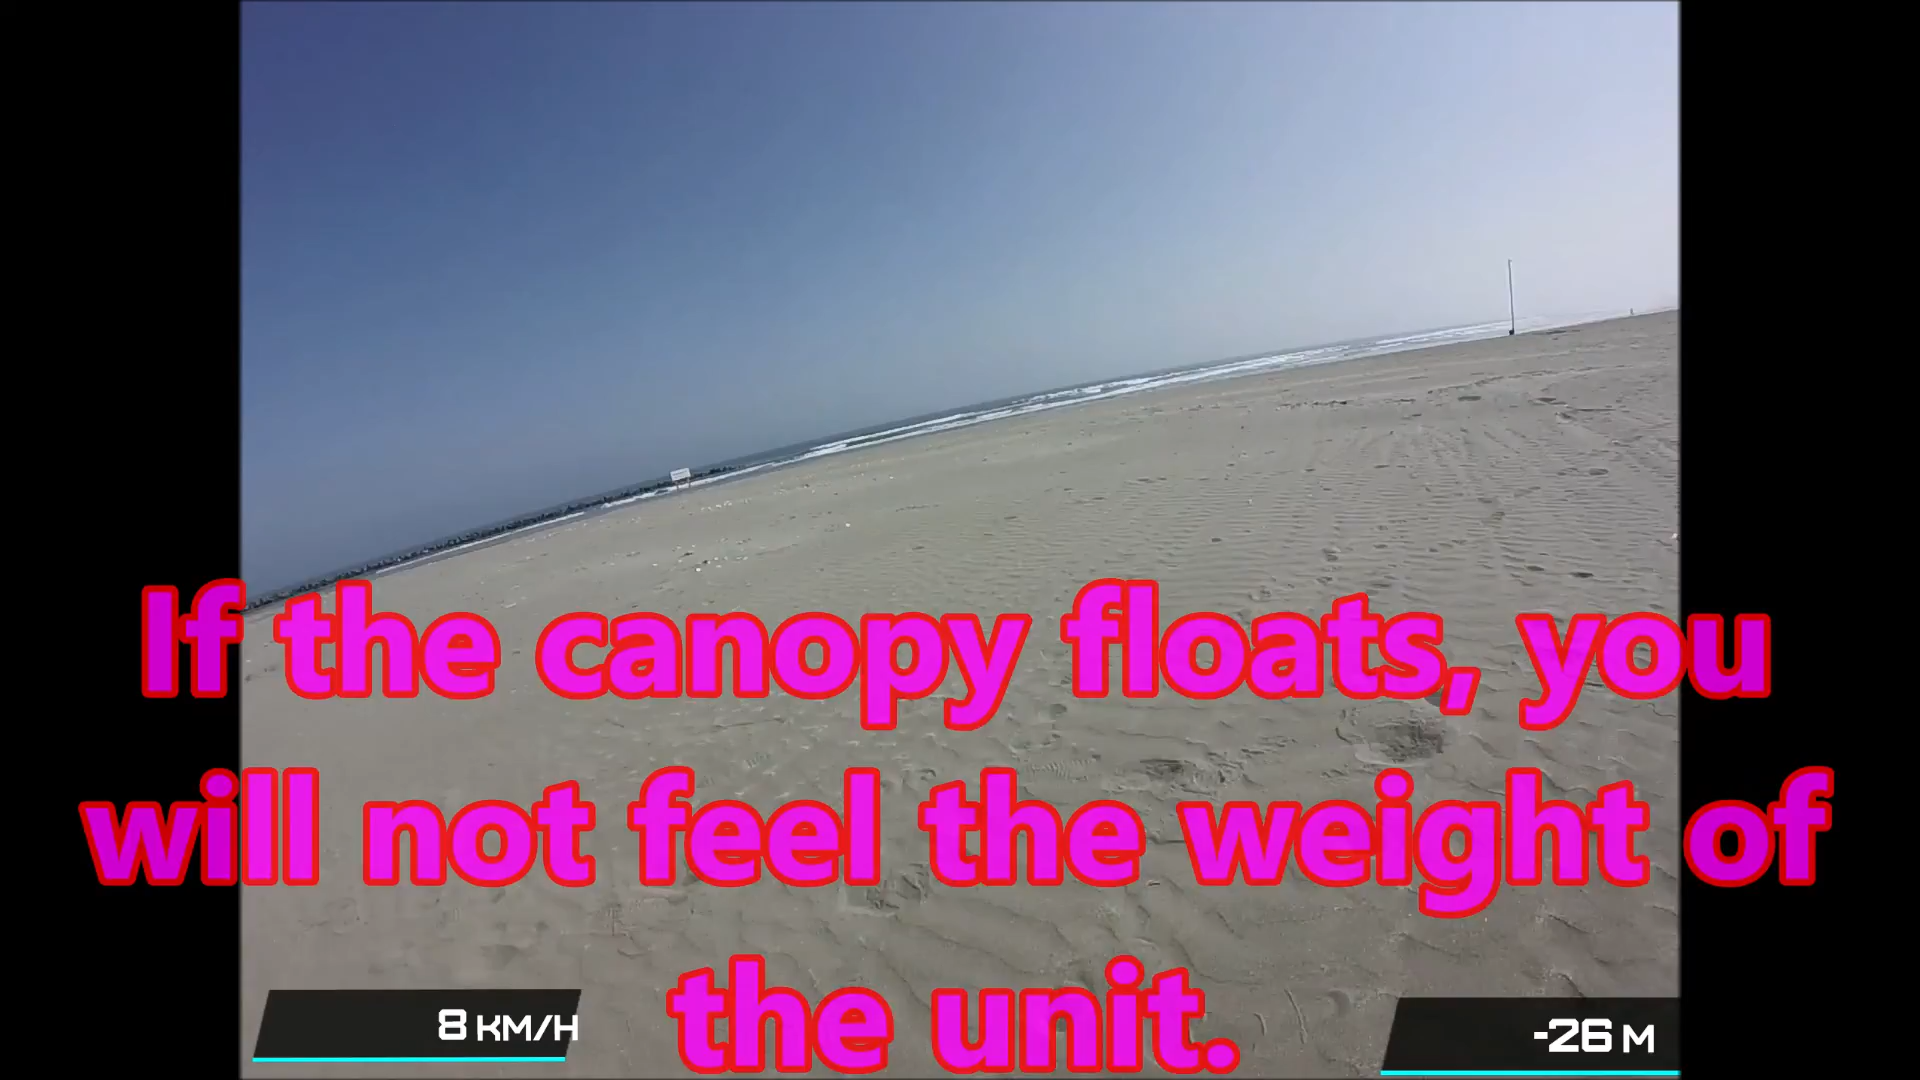 If the canopy floats, you
will not feel the weight of
the unit.
8 KM/H
-26 M